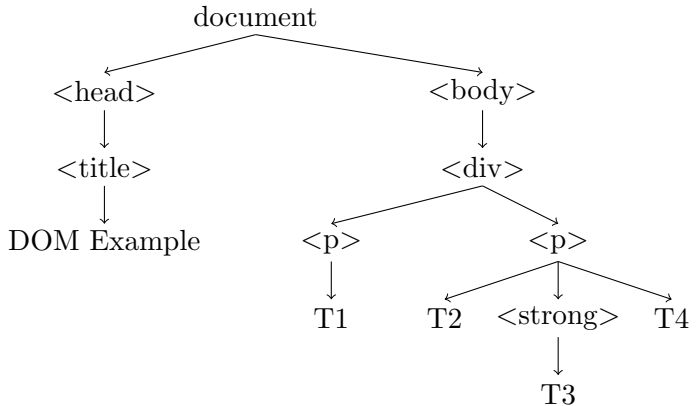 document
<head> <body>
<title> <div>
DOM Example <p> <p>
T1 T2 <strong> T4
T3